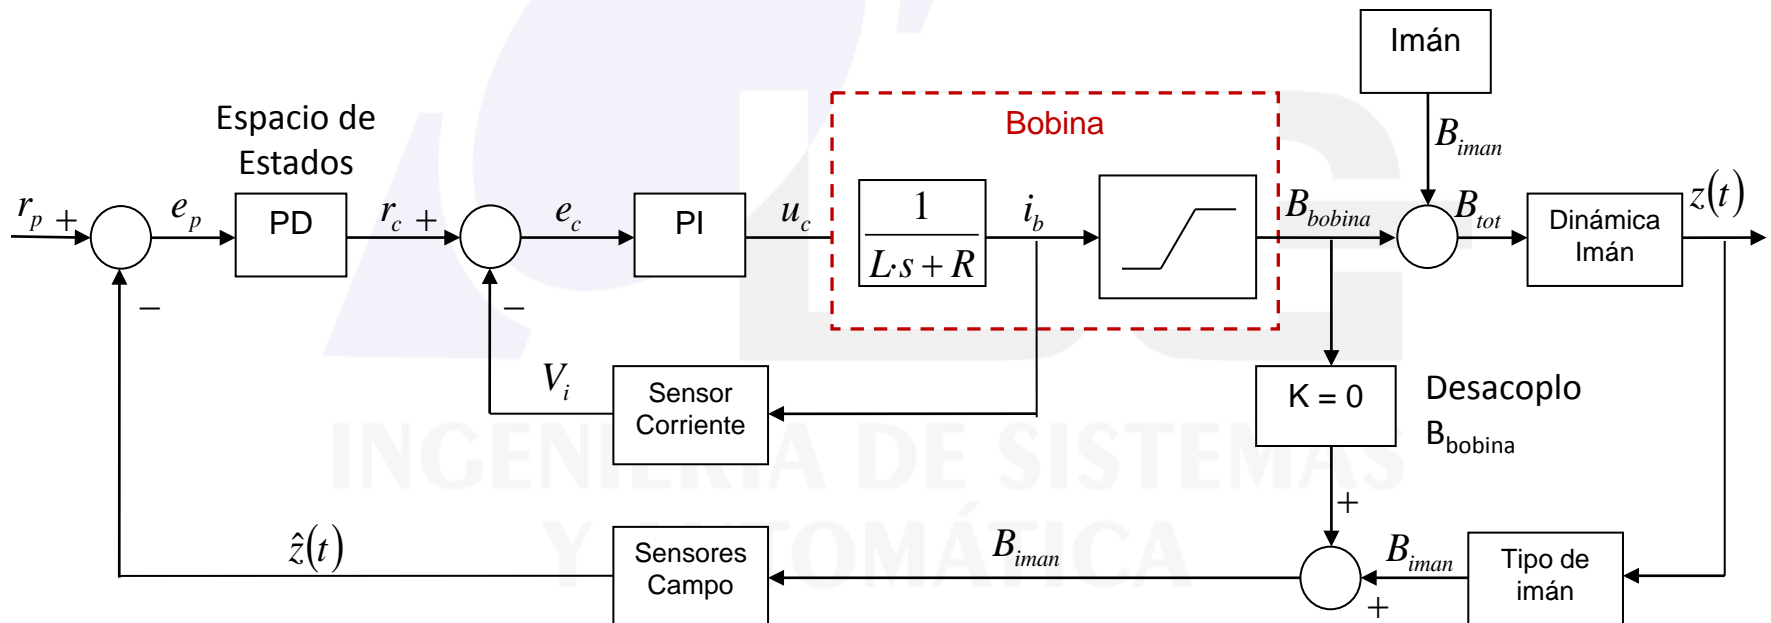 Imán
B_iman
Bobina
Espacio de
Estados
r_p +
e_p
PD
r_c +
e_c
PI
u_c
1
L·s + R
i_b
B_bobina
B_tot
Dinámica
Imán
z(t)
−
−
V_i
Sensor
Corriente
K = 0
Desacoplo
B_bobina
INGENIERÍA DE SISTEMAS
Y AUTOMÁTICA
+
ẑ(t)
Sensores
Campo
B_iman
B_iman
+
Tipo de
imán